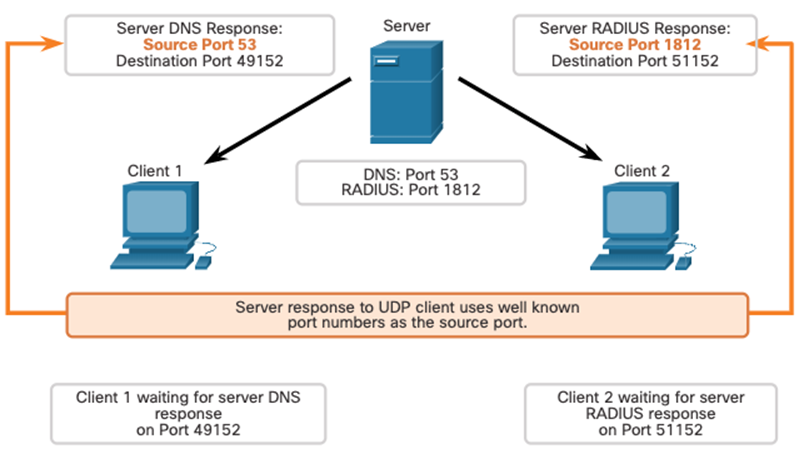 Server DNS Response:
Source Port 53
Destination Port 49152
Server
Server RADIUS Response:
Source Port 1812
Destination Port 51152
Client 1
DNS: Port 53
RADIUS: Port 1812
Client 2
Server response to UDP client uses well known
port numbers as the source port.
Client 1 waiting for server DNS
response
on Port 49152
Client 2 waiting for server
RADIUS response
on Port 51152